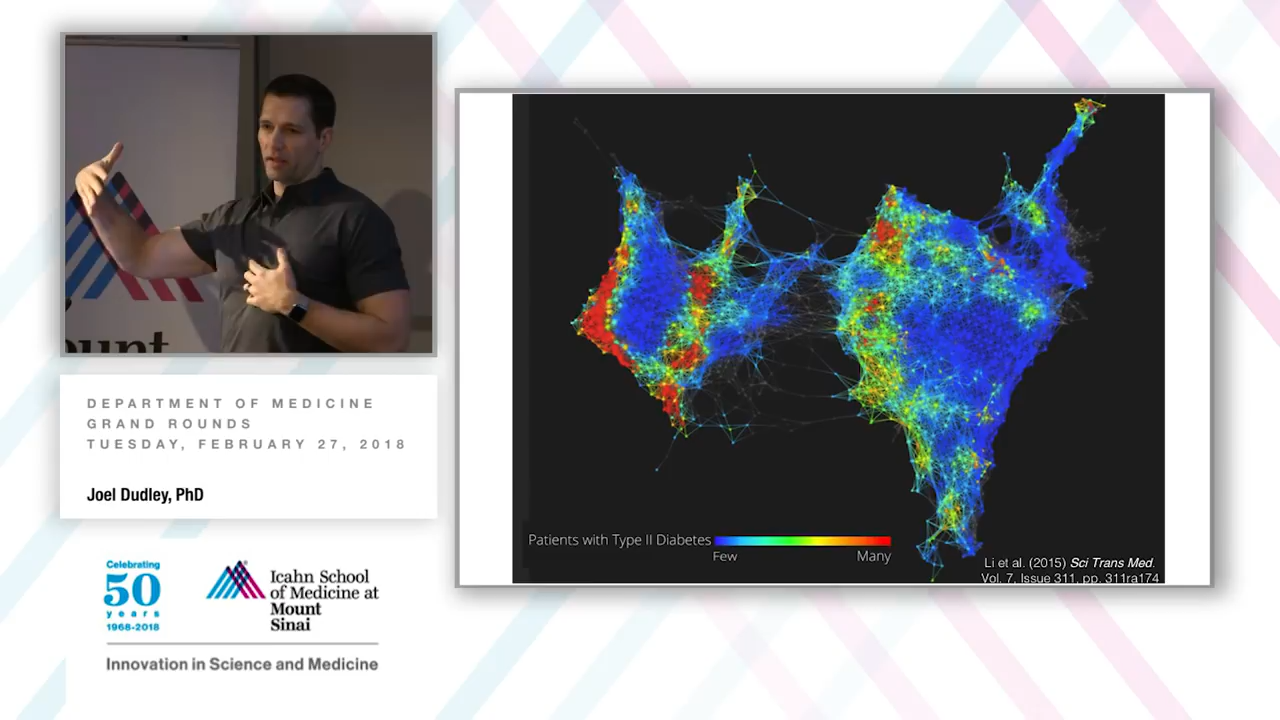 ount
DEPARTMENT OF MEDICINE
GRAND ROUNDS
TUESDAY, FEBRUARY 27, 2018
Joel Dudley, PhD
Celebrating
50
years
1968-2018
Icahn School
of Medicine at
Mount
Sinai
Innovation in Science and Medicine
Patients with Type II Diabetes
Few
Many
Li et al. (2015) Sci Trans Med.
Vol. 7, Issue 311, pp. 311ra174